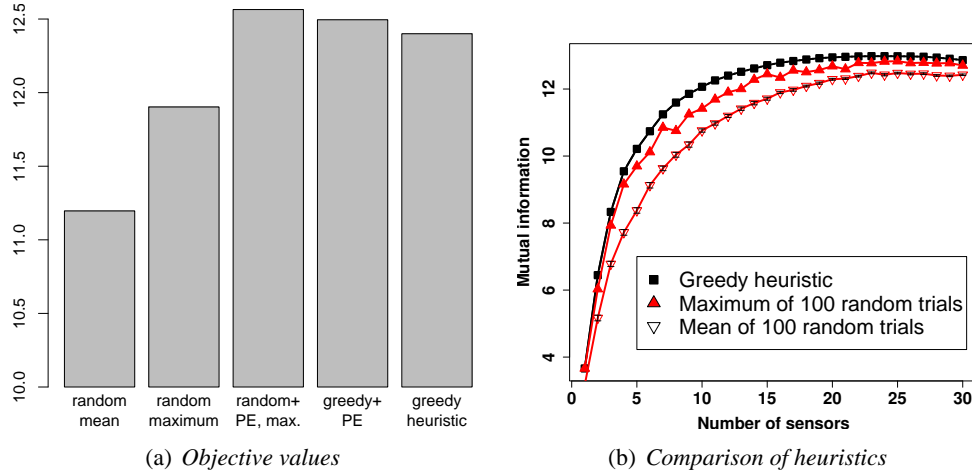 12.5
12.0
11.5
11.0
10.5
10.0
random mean
random maximum
random+ PE, max.
greedy+ PE
greedy heuristic
(a) Objective values
Mutual information
12
10
8
6
4
Greedy heuristic
Maximum of 100 random trials
Mean of 100 random trials
0 5 10 15 20 25 30
Number of sensors
(b) Comparison of heuristics